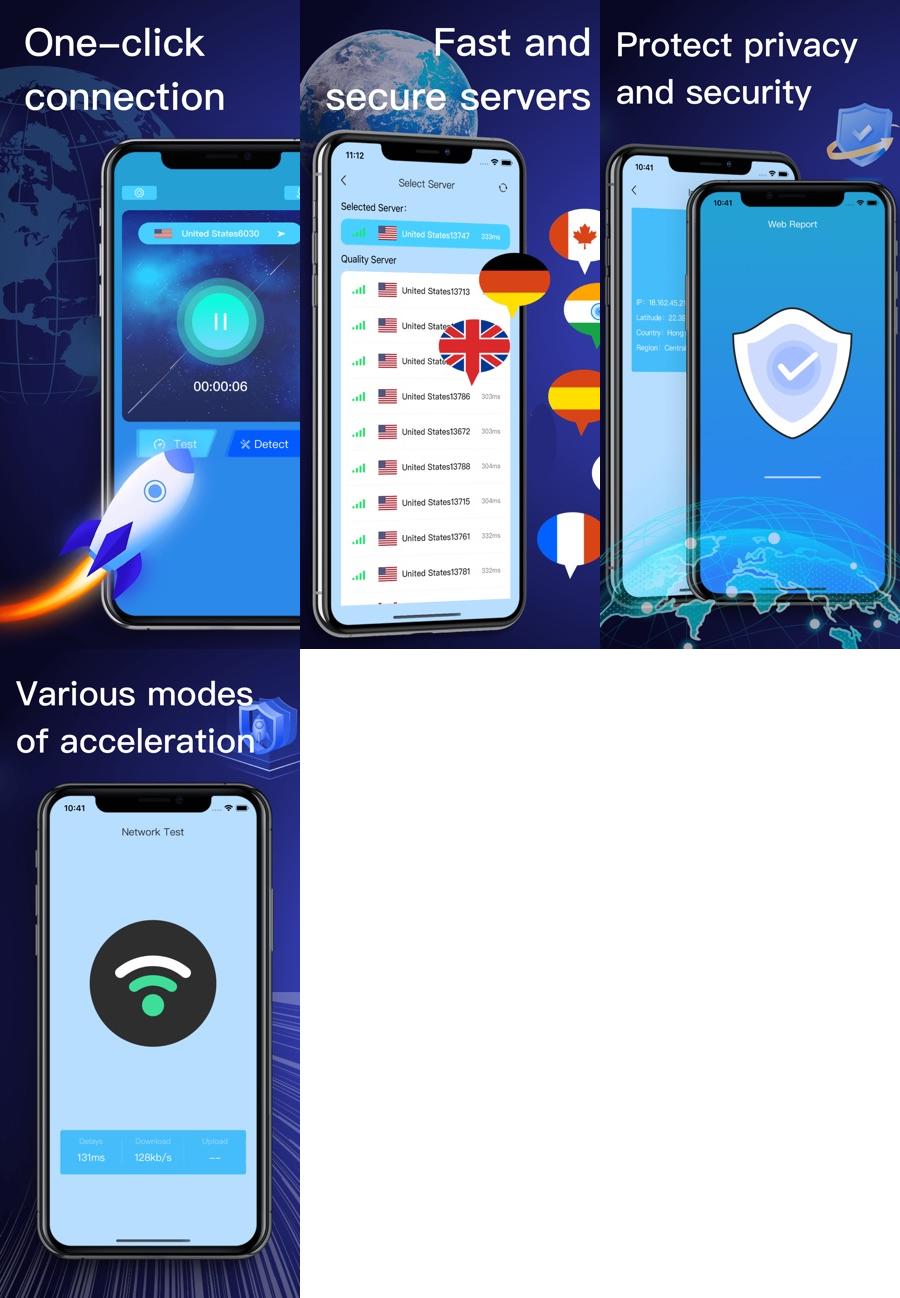 One-click
connection
United States6030
00:00:06
Test
Detect
Fast and
secure servers
11:12
Select Server
Selected Server:
United States13747 333ms
Quality Server
United States13713
United
United
United States13786 303ms
United States13672 303ms
United States13788 304ms
United States13715 304ms
United States13761 332ms
United States13781 332ms
Protect privacy
and security
10:41
IP: 18.162.45.2
Latitude: 22.39
Country: Hong
Region: Central
10:41
Web Report
Various modes
of acceleration
10:41
Network Test
Delays Download Upload
131ms 128kb/s --